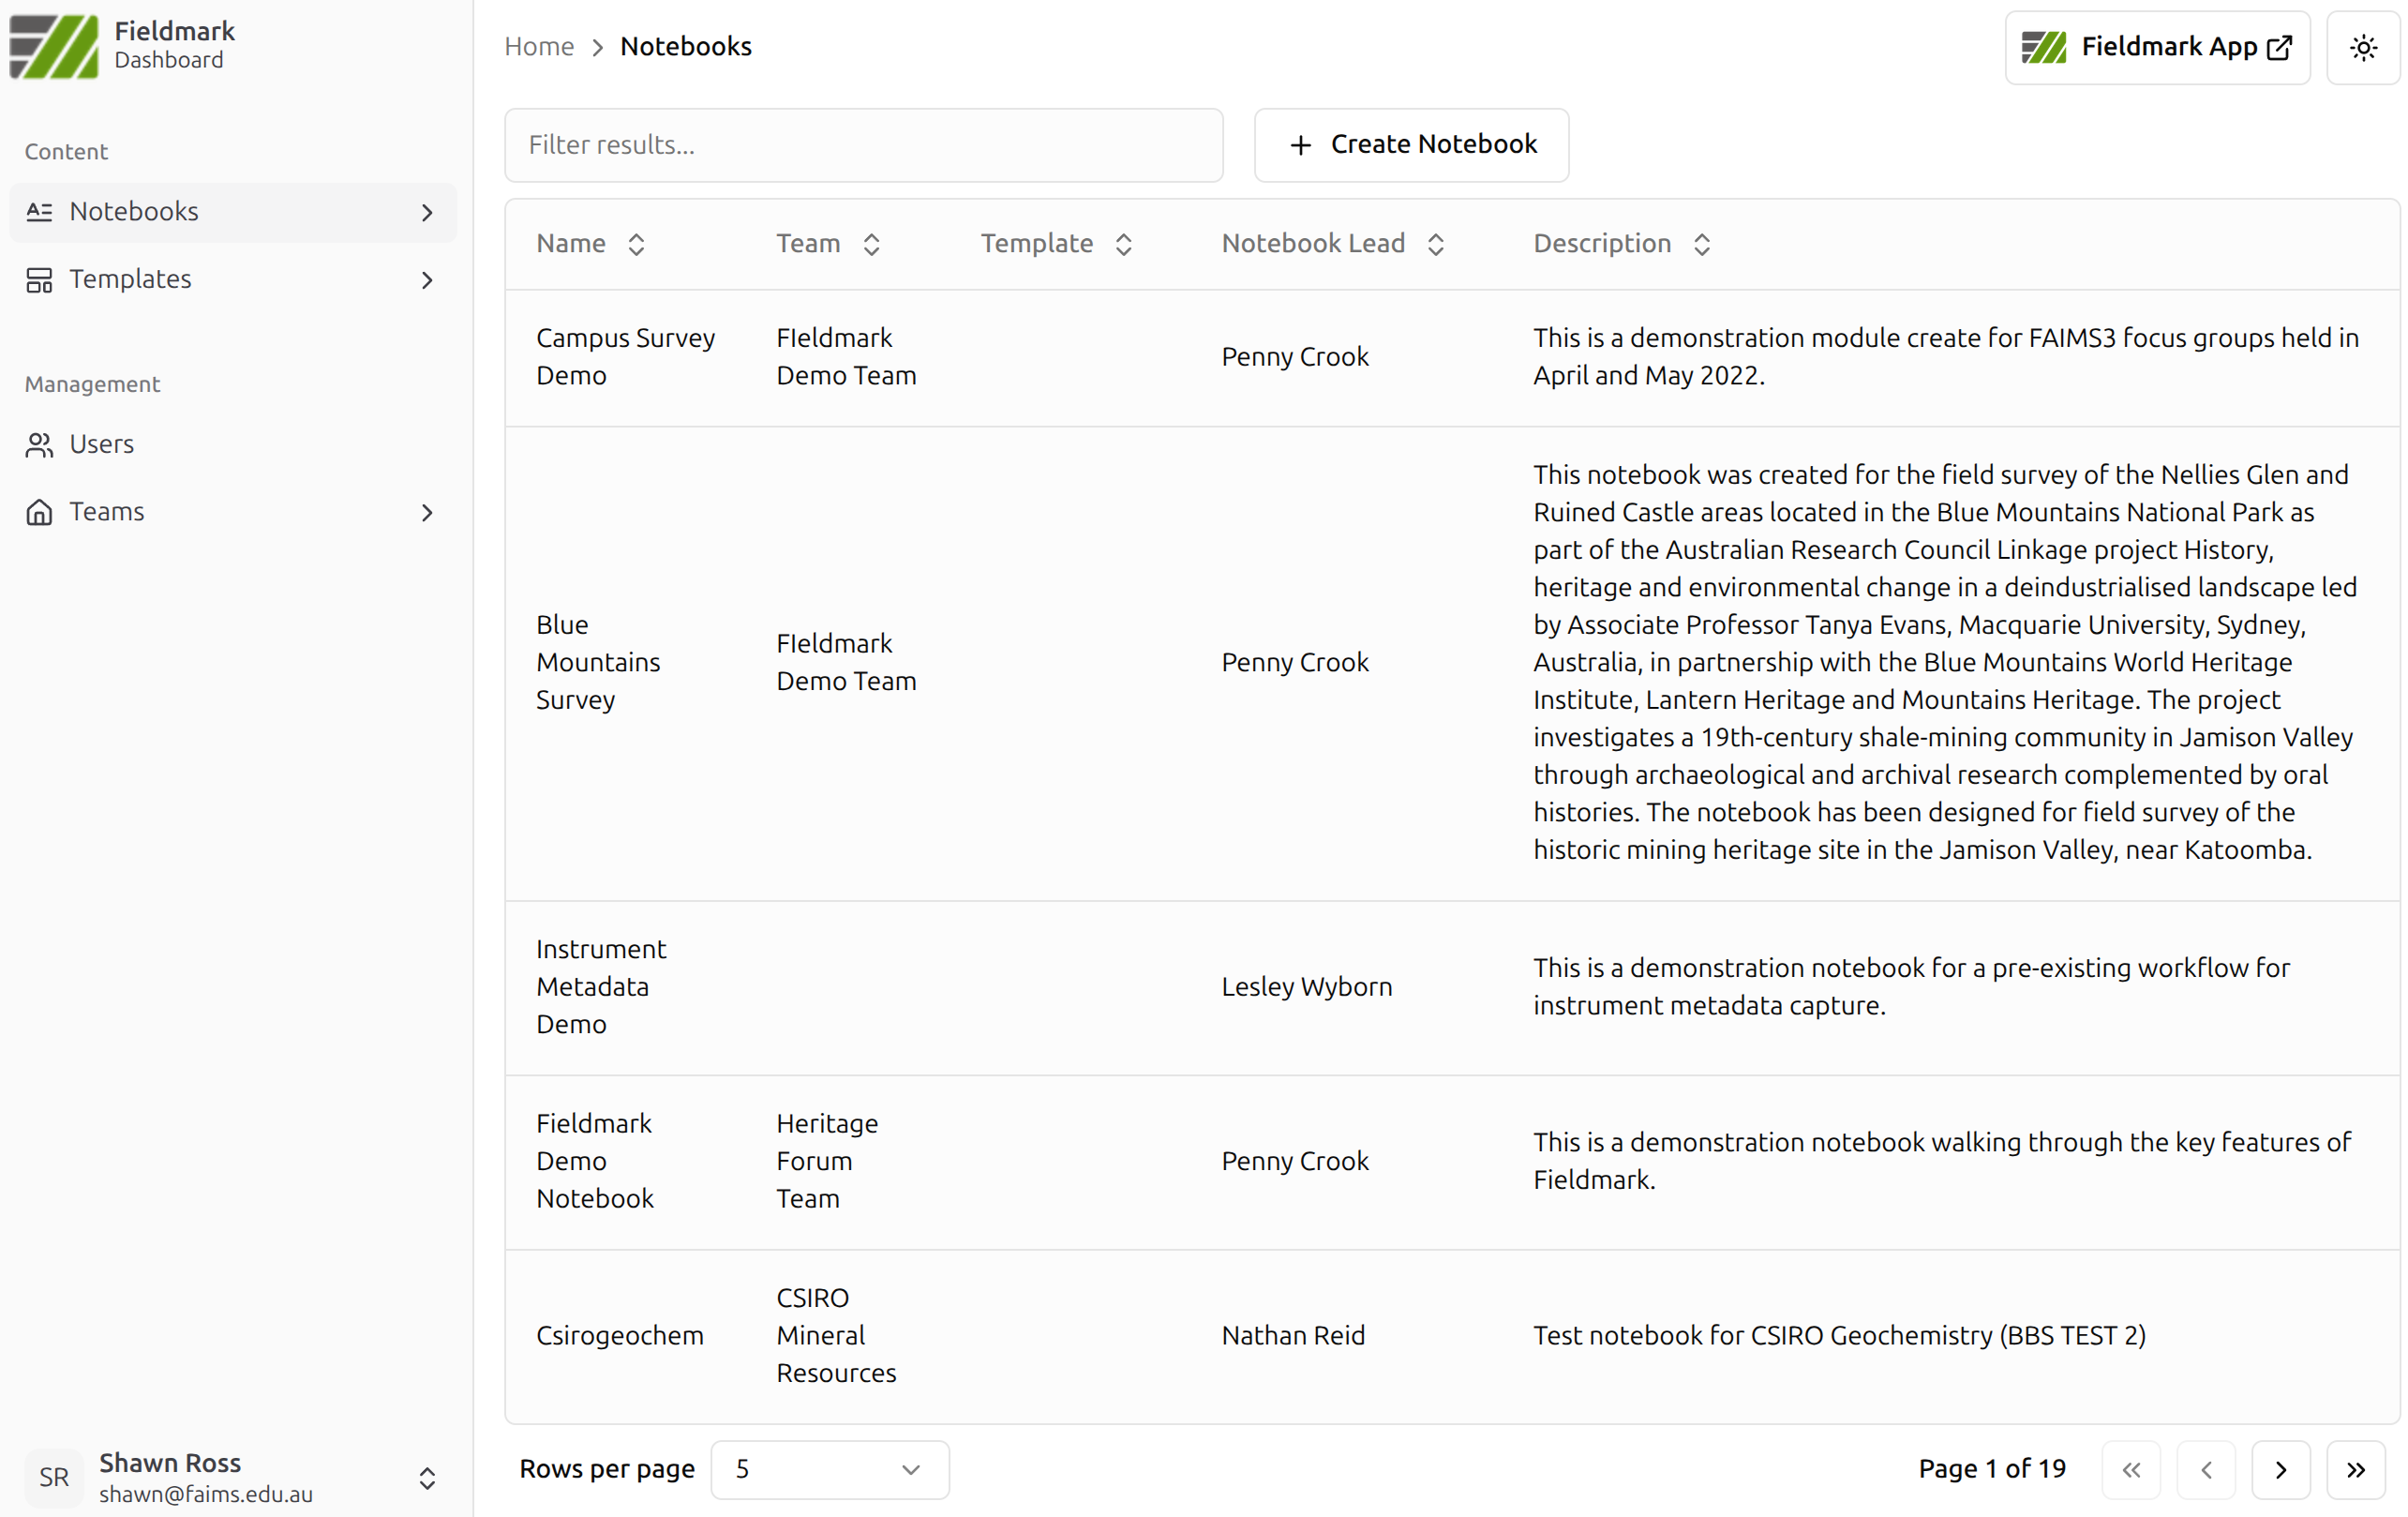 Fieldmark
Dashboard
Content
Notebooks
Templates
Management
Users
Teams
SR
Shawn Ross
shawn@faims.edu.au
Home > Notebooks
Fieldmark App
Filter results...
+ Create Notebook
Name Team Template Notebook Lead Description
Campus Survey
Demo
FIeldmark
Demo Team
Penny Crook
This is a demonstration module create for FAIMS3 focus groups held in
April and May 2022.
Blue
Mountains
Survey
FIeldmark
Demo Team
Penny Crook
This notebook was created for the field survey of the Nellies Glen and
Ruined Castle areas located in the Blue Mountains National Park as
part of the Australian Research Council Linkage project History,
heritage and environmental change in a deindustrialised landscape led
by Associate Professor Tanya Evans, Macquarie University, Sydney,
Australia, in partnership with the Blue Mountains World Heritage
Institute, Lantern Heritage and Mountains Heritage. The project
investigates a 19th-century shale-mining community in Jamison Valley
through archaeological and archival research complemented by oral
histories. The notebook has been designed for field survey of the
historic mining heritage site in the Jamison Valley, near Katoomba.
Instrument
Metadata
Demo
Lesley Wyborn
This is a demonstration notebook for a pre-existing workflow for
instrument metadata capture.
Fieldmark
Demo
Notebook
Heritage
Forum
Team
Penny Crook
This is a demonstration notebook walking through the key features of
Fieldmark.
Csirogeochem
CSIRO
Mineral
Resources
Nathan Reid
Test notebook for CSIRO Geochemistry (BBS TEST 2)
Rows per page 5
Page 1 of 19